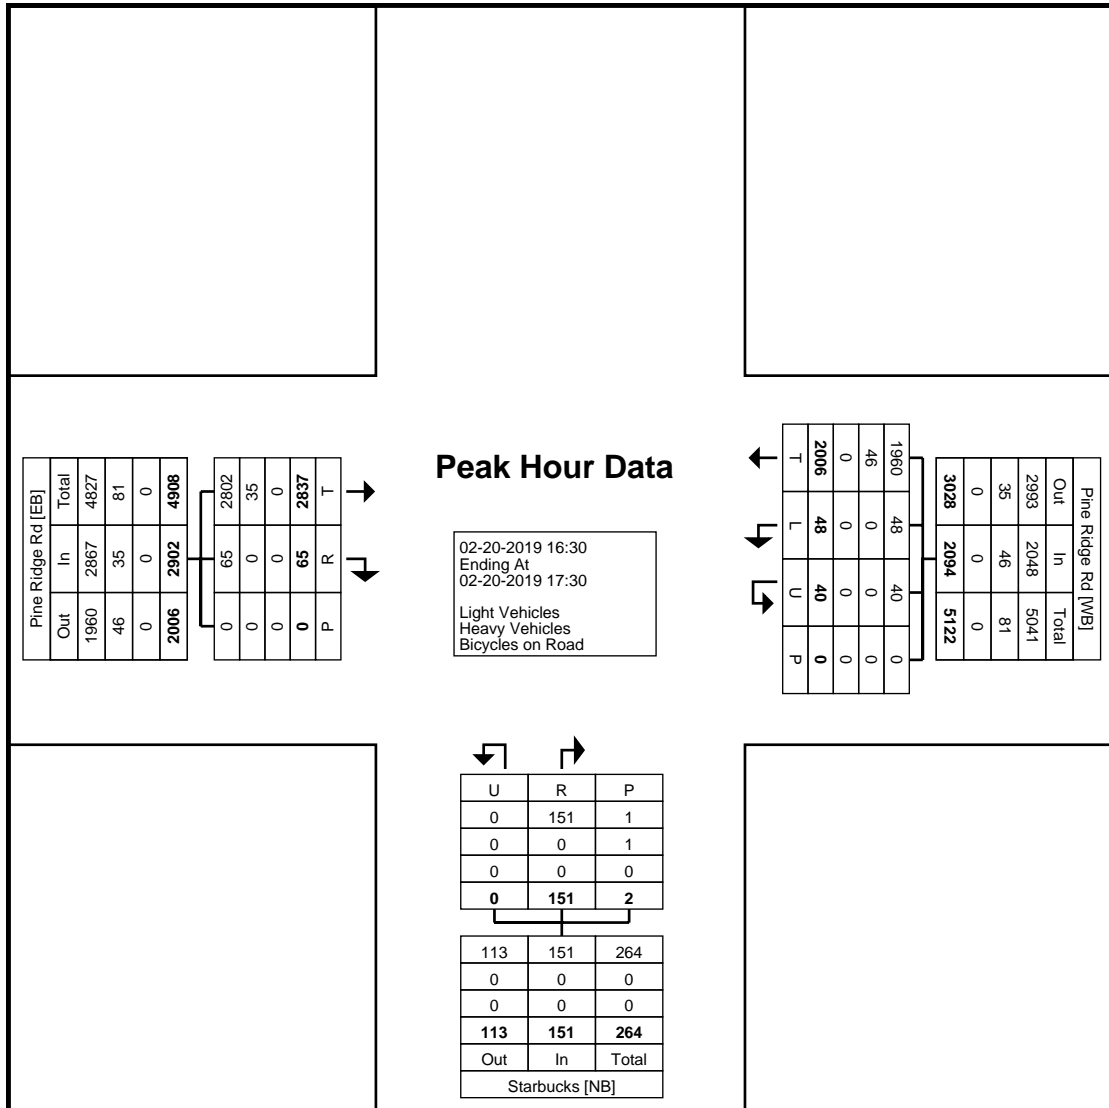 Peak Hour Data
02-20-2019 16:30
Ending At
02-20-2019 17:30
Light Vehicles
Heavy Vehicles
Bicycles on Road
Pine Ridge Rd [EB]
Total In Out
4827 2867 1960
81 35 46
0 0 0
4908 2902 2006
2802 65 0
35 0 0
0 0 0
2837 65 0
T R P
Pine Ridge Rd [WB]
Out In Total
2993 2048 5041
35 46 81
0 0 0
3028 2094 5122
1960 48 40 0
46 0 0 0
0 0 0 0
2006 48 40 0
T L U P
U R P
0 151 1
0 0 1
0 0 0
0 151 2
113 151 264
0 0 0
0 0 0
113 151 264
Out In Total
Starbucks [NB]